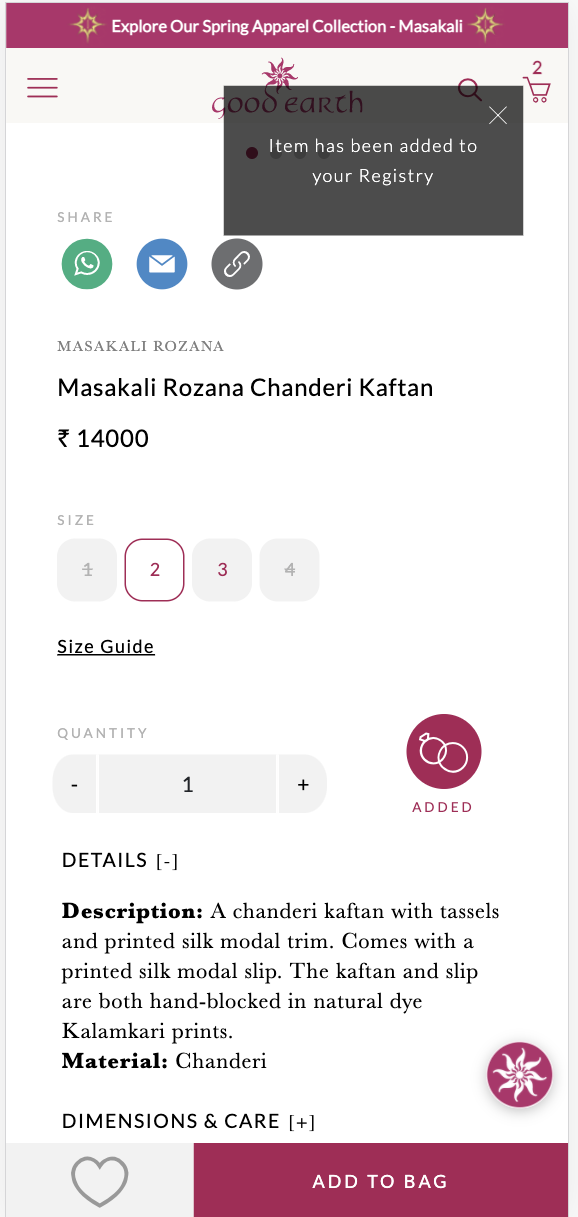 Explore Our Spring Apparel Collection - Masakali
2
good earth
Item has been added to
your Registry
SHARE
MASAKALI ROZANA
Masakali Rozana Chanderi Kaftan
₹ 14000
SIZE
1 2 3 4
Size Guide
QUANTITY
- 1 +
ADDED
DETAILS [-]
Description: A chanderi kaftan with tassels
and printed silk modal trim. Comes with a
printed silk modal slip. The kaftan and slip
are both hand-blocked in natural dye
Kalamkari prints.
Material: Chanderi
DIMENSIONS & CARE [+]
ADD TO BAG